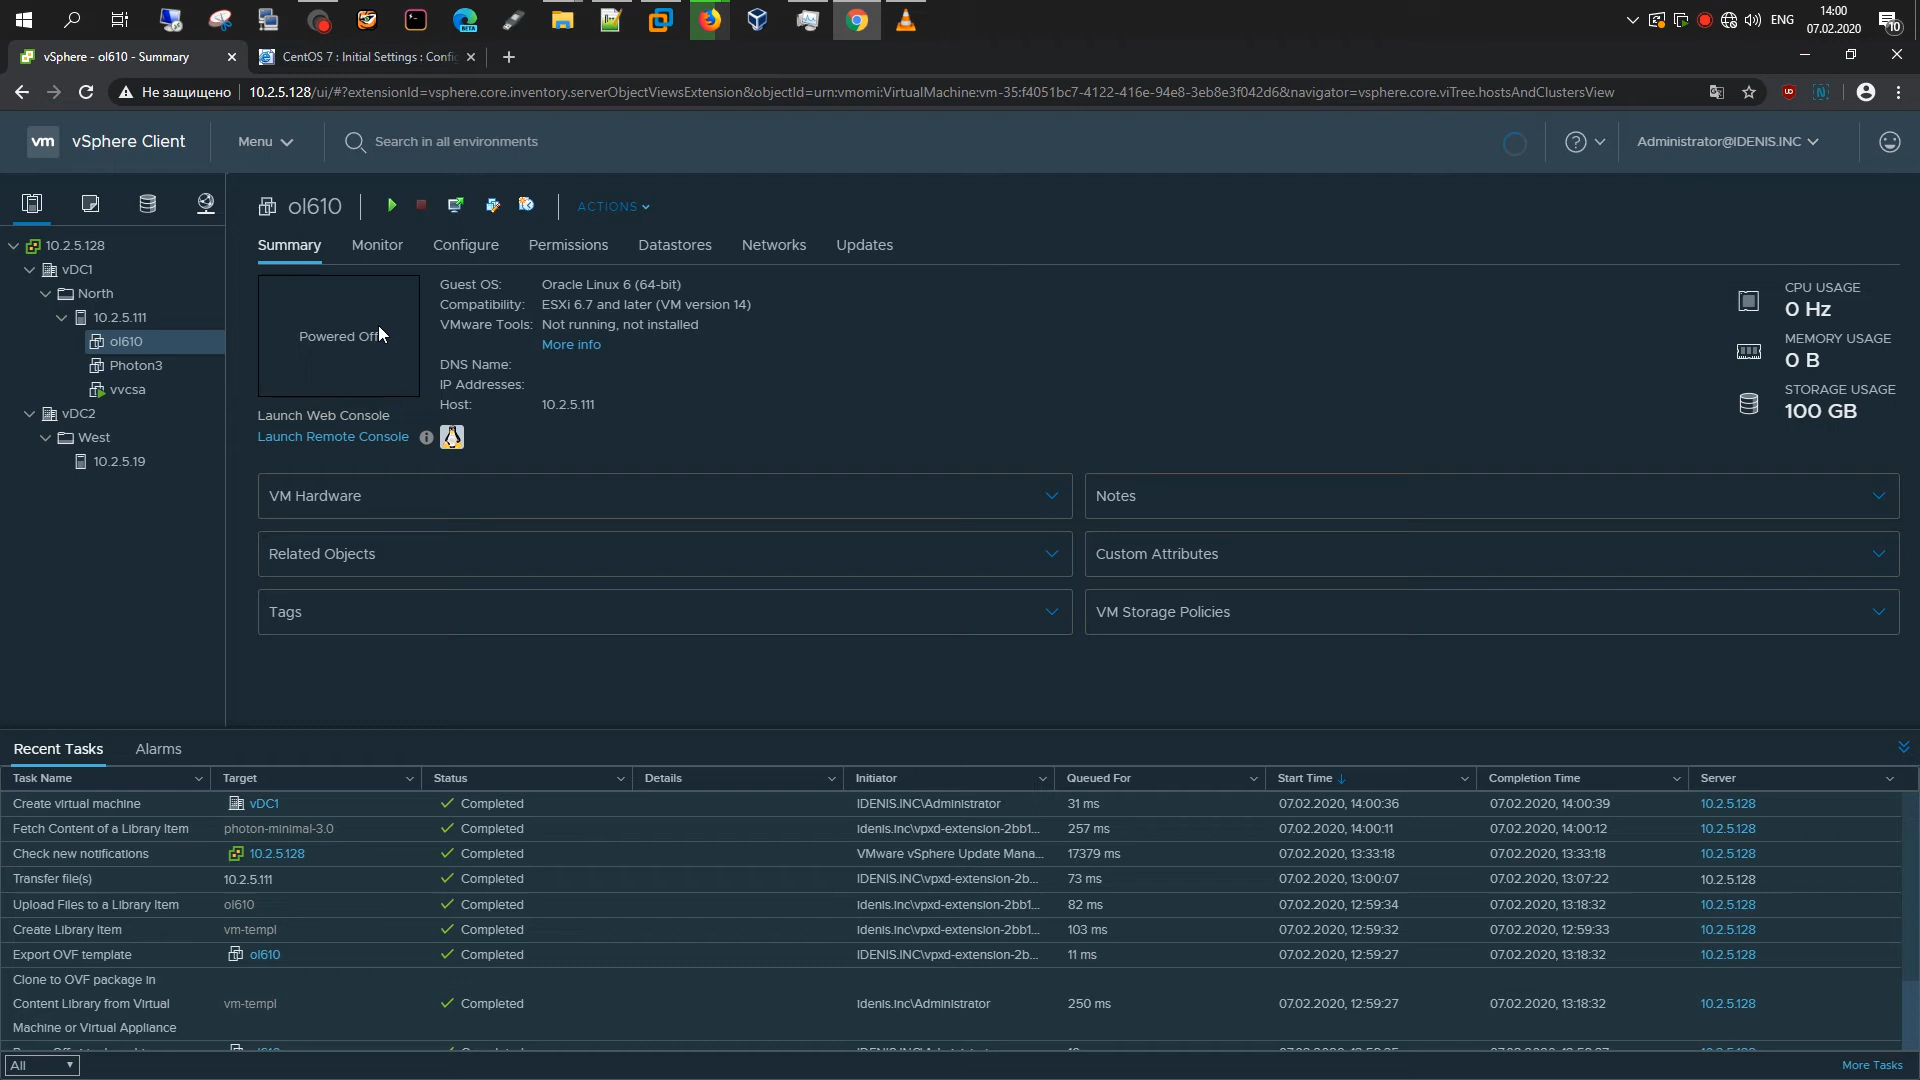 14:00
ENG
07.02.2020
10
vSphere - ol610 - Summary
CentOS 7 : Initial Settings : Config
Не защищено
10.2.5.128/ui/#?extensionId=vsphere.core.inventory.serverObjectViewsExtension&objectId=urn:vmomi:VirtualMachine:vm-35:f4051bc7-4122-416e-94e8-3eb8e3f042d6&navigator=vsphere.core.viTree.hostsAndClustersView
vm vSphere Client
Menu
Search in all environments
Administrator@IDENIS.INC
ol610
ACTIONS
10.2.5.128
vDC1
North
10.2.5.111
ol610
Photon3
vvcsa
vDC2
West
10.2.5.19
Summary Monitor Configure Permissions Datastores Networks Updates
Powered Off
Guest OS: Oracle Linux 6 (64-bit)
Compatibility: ESXi 6.7 and later (VM version 14)
VMware Tools: Not running, not installed
More info
DNS Name:
IP Addresses:
Host: 10.2.5.111
Launch Web Console
Launch Remote Console
CPU USAGE
0 Hz
MEMORY USAGE
0 B
STORAGE USAGE
100 GB
VM Hardware
Notes
Related Objects
Custom Attributes
Tags
VM Storage Policies
Recent Tasks Alarms
Task Name Target Status Details Initiator Queued For Start Time Completion Time Server
Create virtual machine vDC1 Completed IDENIS.INC\Administrator 31 ms 07.02.2020, 14:00:36 07.02.2020, 14:00:39 10.2.5.128
Fetch Content of a Library Item photon-minimal-3.0 Completed idenis.inc\vpxd-extension-2bb1... 257 ms 07.02.2020, 14:00:11 07.02.2020, 14:00:12 10.2.5.128
Check new notifications 10.2.5.128 Completed VMware vSphere Update Mana... 17379 ms 07.02.2020, 13:33:18 07.02.2020, 13:33:18 10.2.5.128
Transfer file(s) 10.2.5.111 Completed IDENIS.INC\vpxd-extension-2b... 73 ms 07.02.2020, 13:00:07 07.02.2020, 13:07:22 10.2.5.128
Upload Files to a Library Item ol610 Completed idenis.inc\vpxd-extension-2bb1... 82 ms 07.02.2020, 12:59:34 07.02.2020, 13:18:32 10.2.5.128
Create Library Item vm-templ Completed idenis.inc\vpxd-extension-2bb1... 103 ms 07.02.2020, 12:59:32 07.02.2020, 12:59:33 10.2.5.128
Export OVF template ol610 Completed IDENIS.INC\vpxd-extension-2b... 11 ms 07.02.2020, 12:59:27 07.02.2020, 13:18:32 10.2.5.128
Clone to OVF package in
Content Library from Virtual vm-templ Completed idenis.inc\Administrator 250 ms 07.02.2020, 12:59:27 07.02.2020, 13:18:32 10.2.5.128
Machine or Virtual Appliance
All
More Tasks